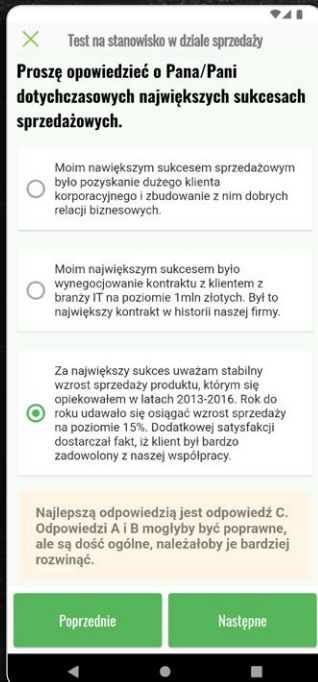 Test na stanowisko w dziale sprzedaży
Proszę opowiedzieć o Pana/Pani
dotychczasowych największych sukcesach
sprzedażowych.
Moim nawiększym sukcesem sprzedażowym
było pozyskanie dużego klienta
korporacyjnego i zbudowanie z nim dobrych
relacji biznesowych.
Moim największym sukcesem było
wynegocjowanie kontraktu z klientem z
branży IT na poziomie 1mln złotych. Był to
największy kontrakt w historii naszej firmy.
Za największy sukces uważam stabilny
wzrost sprzedaży produktu, którym się
opiekowałem w latach 2013-2016. Rok do
roku udawało się osiągać wzrost sprzedaży
na poziomie 15%. Dodatkowej satysfakcji
dostarczał fakt, iż klient był bardzo
zadowolony z naszej współpracy.
Najlepszą odpowiedzią jest odpowiedź C.
Odpowiedzi A i B mogłyby być poprawne,
ale są dość ogólne, należałoby je bardziej
rozwinąć.
Poprzednie
Następne